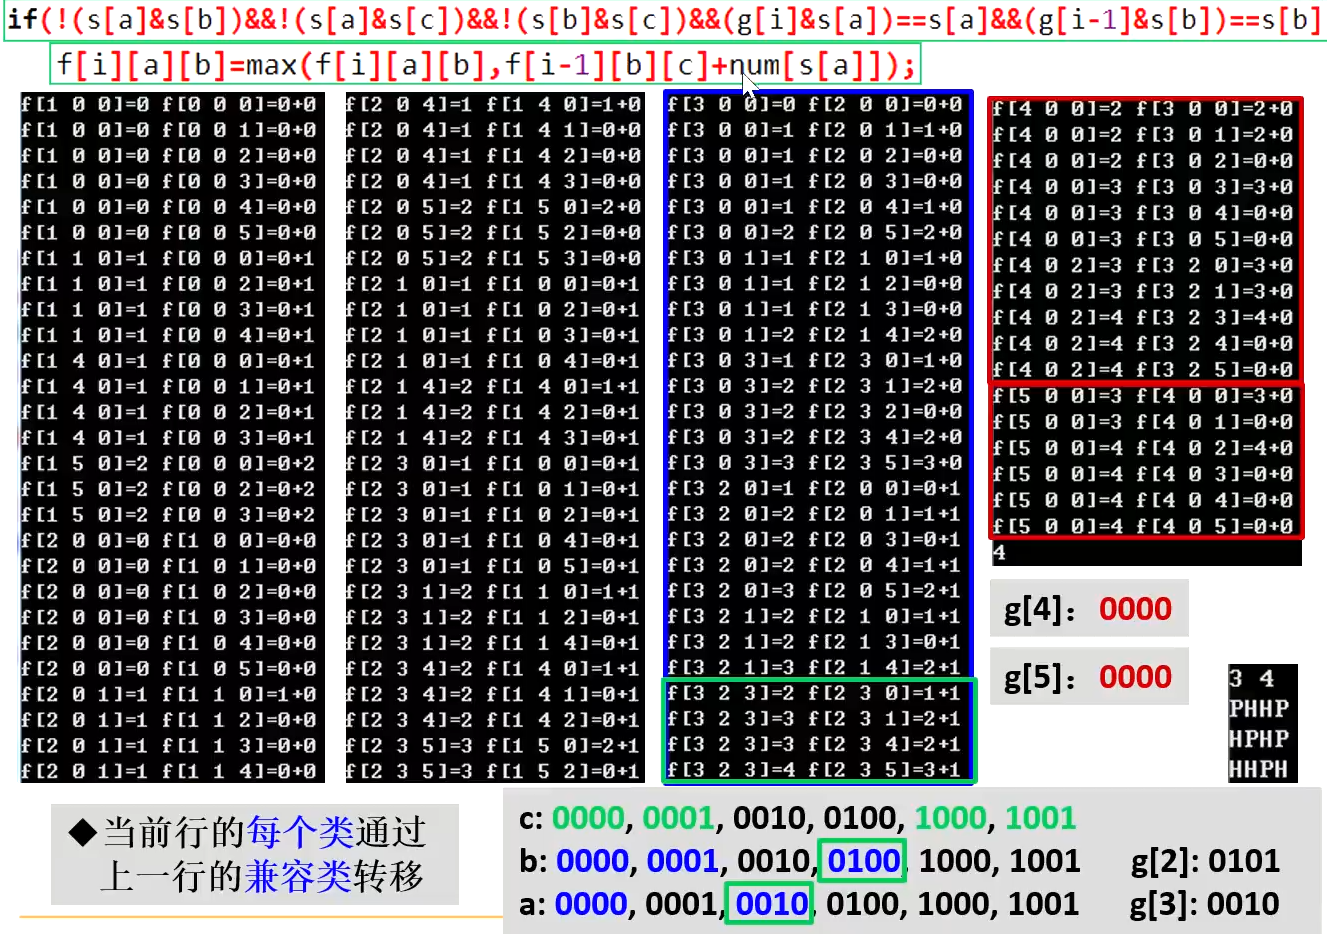 if(!(s[a]&s[b])&&!(s[a]&s[c])&&!(s[b]&s[c])&&(g[i]&s[a])==s[a]&&(g[i-1]&s[b])==s[b]
f[i][a][b]=max(f[i][a][b],f[i-1][b][c]+num[s[a]]);
f[1 0 0]=0 f[0 0 0]=0+0
f[1 0 0]=0 f[0 0 1]=0+0
f[1 0 0]=0 f[0 0 2]=0+0
f[1 0 0]=0 f[0 0 3]=0+0
f[1 0 0]=0 f[0 0 4]=0+0
f[1 0 0]=0 f[0 0 5]=0+0
f[1 1 0]=1 f[0 0 0]=0+1
f[1 1 0]=1 f[0 0 2]=0+1
f[1 1 0]=1 f[0 0 3]=0+1
f[1 1 0]=1 f[0 0 4]=0+1
f[1 4 0]=1 f[0 0 0]=0+1
f[1 4 0]=1 f[0 0 1]=0+1
f[1 4 0]=1 f[0 0 2]=0+1
f[1 4 0]=1 f[0 0 3]=0+1
f[1 5 0]=2 f[0 0 0]=0+2
f[1 5 0]=2 f[0 0 2]=0+2
f[1 5 0]=2 f[0 0 3]=0+2
f[2 0 0]=0 f[1 0 0]=0+0
f[2 0 0]=0 f[1 0 1]=0+0
f[2 0 0]=0 f[1 0 2]=0+0
f[2 0 0]=0 f[1 0 3]=0+0
f[2 0 0]=0 f[1 0 4]=0+0
f[2 0 0]=0 f[1 0 5]=0+0
f[2 0 1]=1 f[1 1 0]=1+0
f[2 0 1]=1 f[1 1 2]=0+0
f[2 0 1]=1 f[1 1 3]=0+0
f[2 0 1]=1 f[1 1 4]=0+0
f[2 0 4]=1 f[1 4 0]=1+0
f[2 0 4]=1 f[1 4 1]=0+0
f[2 0 4]=1 f[1 4 2]=0+0
f[2 0 4]=1 f[1 4 3]=0+0
f[2 0 5]=2 f[1 5 0]=2+0
f[2 0 5]=2 f[1 5 2]=0+0
f[2 0 5]=2 f[1 5 3]=0+0
f[2 1 0]=1 f[1 0 0]=0+1
f[2 1 0]=1 f[1 0 2]=0+1
f[2 1 0]=1 f[1 0 3]=0+1
f[2 1 0]=1 f[1 0 4]=0+1
f[2 1 4]=2 f[1 4 0]=1+1
f[2 1 4]=2 f[1 4 2]=0+1
f[2 1 4]=2 f[1 4 3]=0+1
f[2 3 0]=1 f[1 0 0]=0+1
f[2 3 0]=1 f[1 0 1]=0+1
f[2 3 0]=1 f[1 0 2]=0+1
f[2 3 0]=1 f[1 0 4]=0+1
f[2 3 0]=1 f[1 0 5]=0+1
f[2 3 1]=2 f[1 1 0]=1+1
f[2 3 1]=2 f[1 1 2]=0+1
f[2 3 1]=2 f[1 1 4]=0+1
f[2 3 4]=2 f[1 4 0]=1+1
f[2 3 4]=2 f[1 4 1]=0+1
f[2 3 4]=2 f[1 4 2]=0+1
f[2 3 5]=3 f[1 5 0]=2+1
f[2 3 5]=3 f[1 5 2]=0+1
f[3 0 0]=0 f[2 0 0]=0+0
f[3 0 0]=1 f[2 0 1]=1+0
f[3 0 0]=1 f[2 0 2]=0+0
f[3 0 0]=1 f[2 0 3]=0+0
f[3 0 0]=1 f[2 0 4]=1+0
f[3 0 0]=2 f[2 0 5]=2+0
f[3 0 1]=1 f[2 1 0]=1+0
f[3 0 1]=1 f[2 1 2]=0+0
f[3 0 1]=1 f[2 1 3]=0+0
f[3 0 1]=2 f[2 1 4]=2+0
f[3 0 3]=1 f[2 3 0]=1+0
f[3 0 3]=2 f[2 3 1]=2+0
f[3 0 3]=2 f[2 3 2]=0+0
f[3 0 3]=2 f[2 3 4]=2+0
f[3 0 3]=3 f[2 3 5]=3+0
f[3 2 0]=1 f[2 0 0]=0+1
f[3 2 0]=2 f[2 0 1]=1+1
f[3 2 0]=2 f[2 0 3]=0+1
f[3 2 0]=2 f[2 0 4]=1+1
f[3 2 0]=3 f[2 0 5]=2+1
f[3 2 1]=2 f[2 1 0]=1+1
f[3 2 1]=2 f[2 1 3]=0+1
f[3 2 1]=3 f[2 1 4]=2+1
f[3 2 3]=2 f[2 3 0]=1+1
f[3 2 3]=3 f[2 3 1]=2+1
f[3 2 3]=3 f[2 3 4]=2+1
f[3 2 3]=4 f[2 3 5]=3+1
f[4 0 0]=2 f[3 0 0]=2+0
f[4 0 0]=2 f[3 0 1]=2+0
f[4 0 0]=2 f[3 0 2]=0+0
f[4 0 0]=3 f[3 0 3]=3+0
f[4 0 0]=3 f[3 0 4]=0+0
f[4 0 0]=3 f[3 0 5]=0+0
f[4 0 2]=3 f[3 2 0]=3+0
f[4 0 2]=3 f[3 2 1]=3+0
f[4 0 2]=4 f[3 2 3]=4+0
f[4 0 2]=4 f[3 2 4]=0+0
f[4 0 2]=4 f[3 2 5]=0+0
f[5 0 0]=3 f[4 0 0]=3+0
f[5 0 0]=3 f[4 0 1]=0+0
f[5 0 0]=4 f[4 0 2]=4+0
f[5 0 0]=4 f[4 0 3]=0+0
f[5 0 0]=4 f[4 0 4]=0+0
f[5 0 0]=4 f[4 0 5]=0+0
4
g[4]： 0000
g[5]： 0000
3 4
PHHP
HPHP
HHPH
◆当前行的每个类通过
上一行的兼容类转移
c: 0000, 0001, 0010, 0100, 1000, 1001
b: 0000, 0001, 0010, 0100, 1000, 1001 g[2]: 0101
a: 0000, 0001, 0010, 0100, 1000, 1001 g[3]: 0010